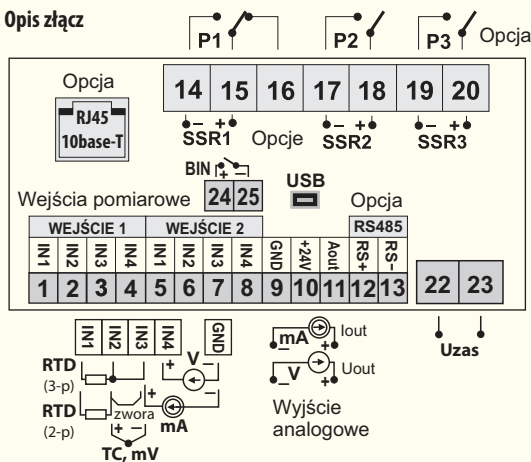 Opis złącz
P1 P2 P3 Opcja
Opcja
RJ45
10base-T
14 15 16 17 18 19 20
– + – + – +
SSR1 Opcje SSR2 SSR3
BIN + –
24 25
USB
Wejścia pomiarowe
Opcja
WEJŚCIE 1 WEJŚCIE 2 RS485
IN1 IN2 IN3 IN4 IN1 IN2 IN3 IN4 GND +24V Aout RS+ RS-
1 2 3 4 5 6 7 8 9 10 11 12 13 22 23
IN1 IN2 IN3 IN4 GND
RTD
(3-p)
+ V –
RTD
(2-p)
zwora
+ mA –
+ –
TC, mV
– mA + Iout
– V + Uout
Wyjście
analogowe
Uzas